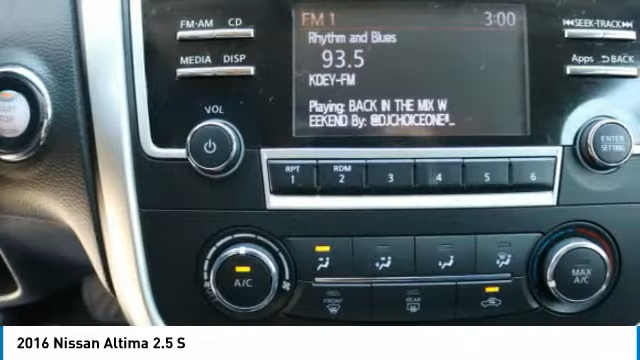 FM·AM CD
MEDIA DISP
VOL
FM 1 3:00
Rhythm and Blues
93.5
KDEY-FM
Playing: BACK IN THE MIX W
EEKEND By: @DJCHOICEONE
SEEK·TRACK
Apps BACK
ENTER
SETTING
RPT RDM
1 2 3 4 5 6
A/C
FRONT
REAR
MAX
A/C
2016 Nissan Altima 2.5 S